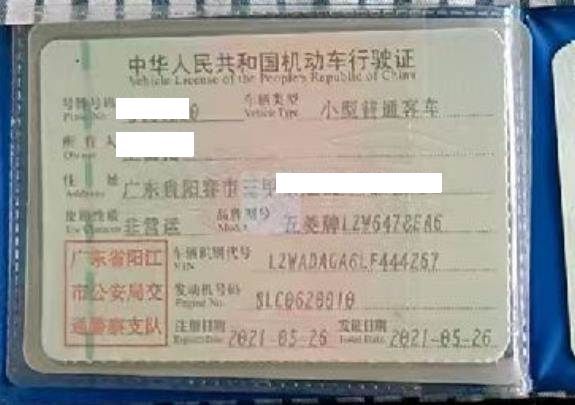 中华人民共和国机动车行驶证
Vehicle License of the People's Republic of China
号牌号码 车辆类型 小型普通客车
Plate No. Vehicle Type
所有人
Owner
住址 广东省阳春市三甲
Address
使用性质 非营运 品牌型号 五菱牌LZW6478EA6
Use Character Model
广东省阳江 车辆识别代号 LZWADAGA6LF444267
VIN
市公安局交 发动机号码 8LC0620010
Engine No.
通警察支队 注册日期 2021-05-26 发证日期 2021-05-26
Register Date Issue Date